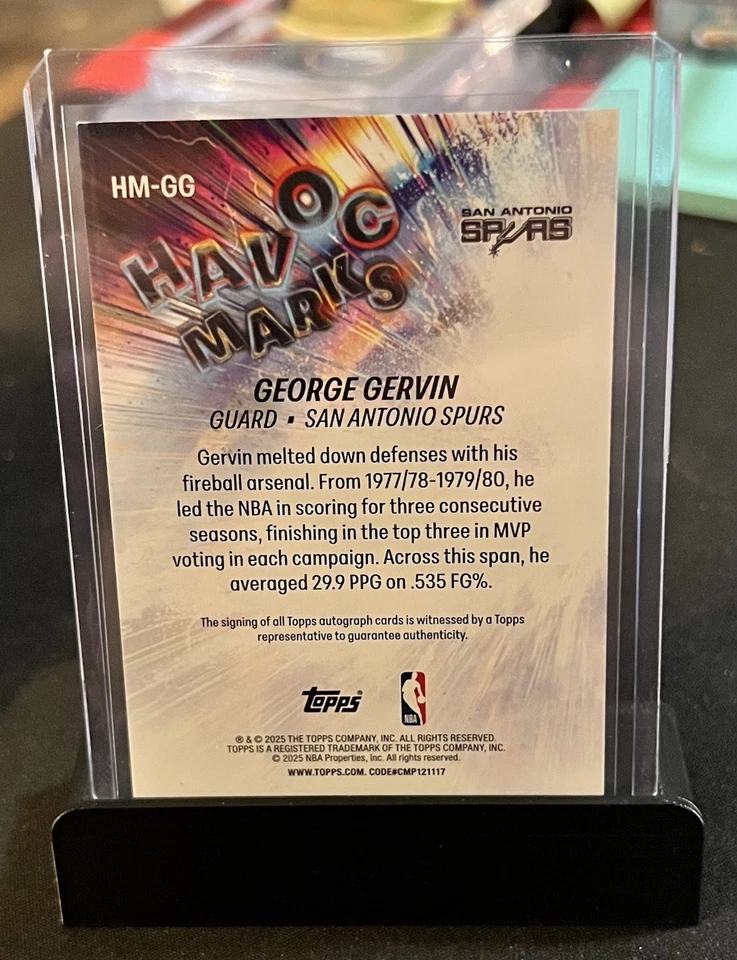 HM-GG
HAVOC
MARKS
SAN ANTONIO
SPURS
GEORGE GERVIN
GUARD ▪ SAN ANTONIO SPURS
Gervin melted down defenses with his
fireball arsenal. From 1977/78-1979/80, he
led the NBA in scoring for three consecutive
seasons, finishing in the top three in MVP
voting in each campaign. Across this span, he
averaged 29.9 PPG on .535 FG%.
The signing of all Topps autograph cards is witnessed by a Topps
representative to guarantee authenticity.
Topps®
NBA
® & © 2025 THE TOPPS COMPANY, INC. ALL RIGHTS RESERVED.
TOPPS IS A REGISTERED TRADEMARK OF THE TOPPS COMPANY, INC.
© 2025 NBA Properties, Inc. All rights reserved.
WWW.TOPPS.COM. CODE#CMP121117